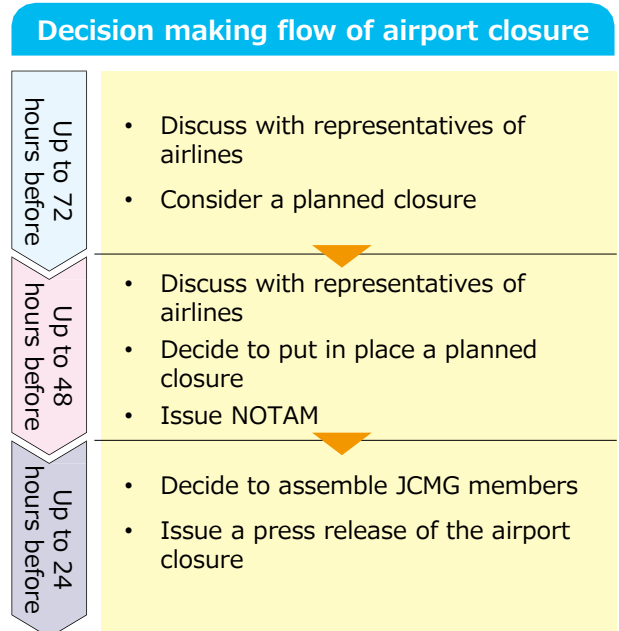 Decision making flow of airport closure
Up to 72
hours before
• Discuss with representatives of
airlines
• Consider a planned closure
Up to 48
hours before
• Discuss with representatives of
airlines
• Decide to put in place a planned
closure
• Issue NOTAM
Up to 24
hours before
• Decide to assemble JCMG members
• Issue a press release of the airport
closure